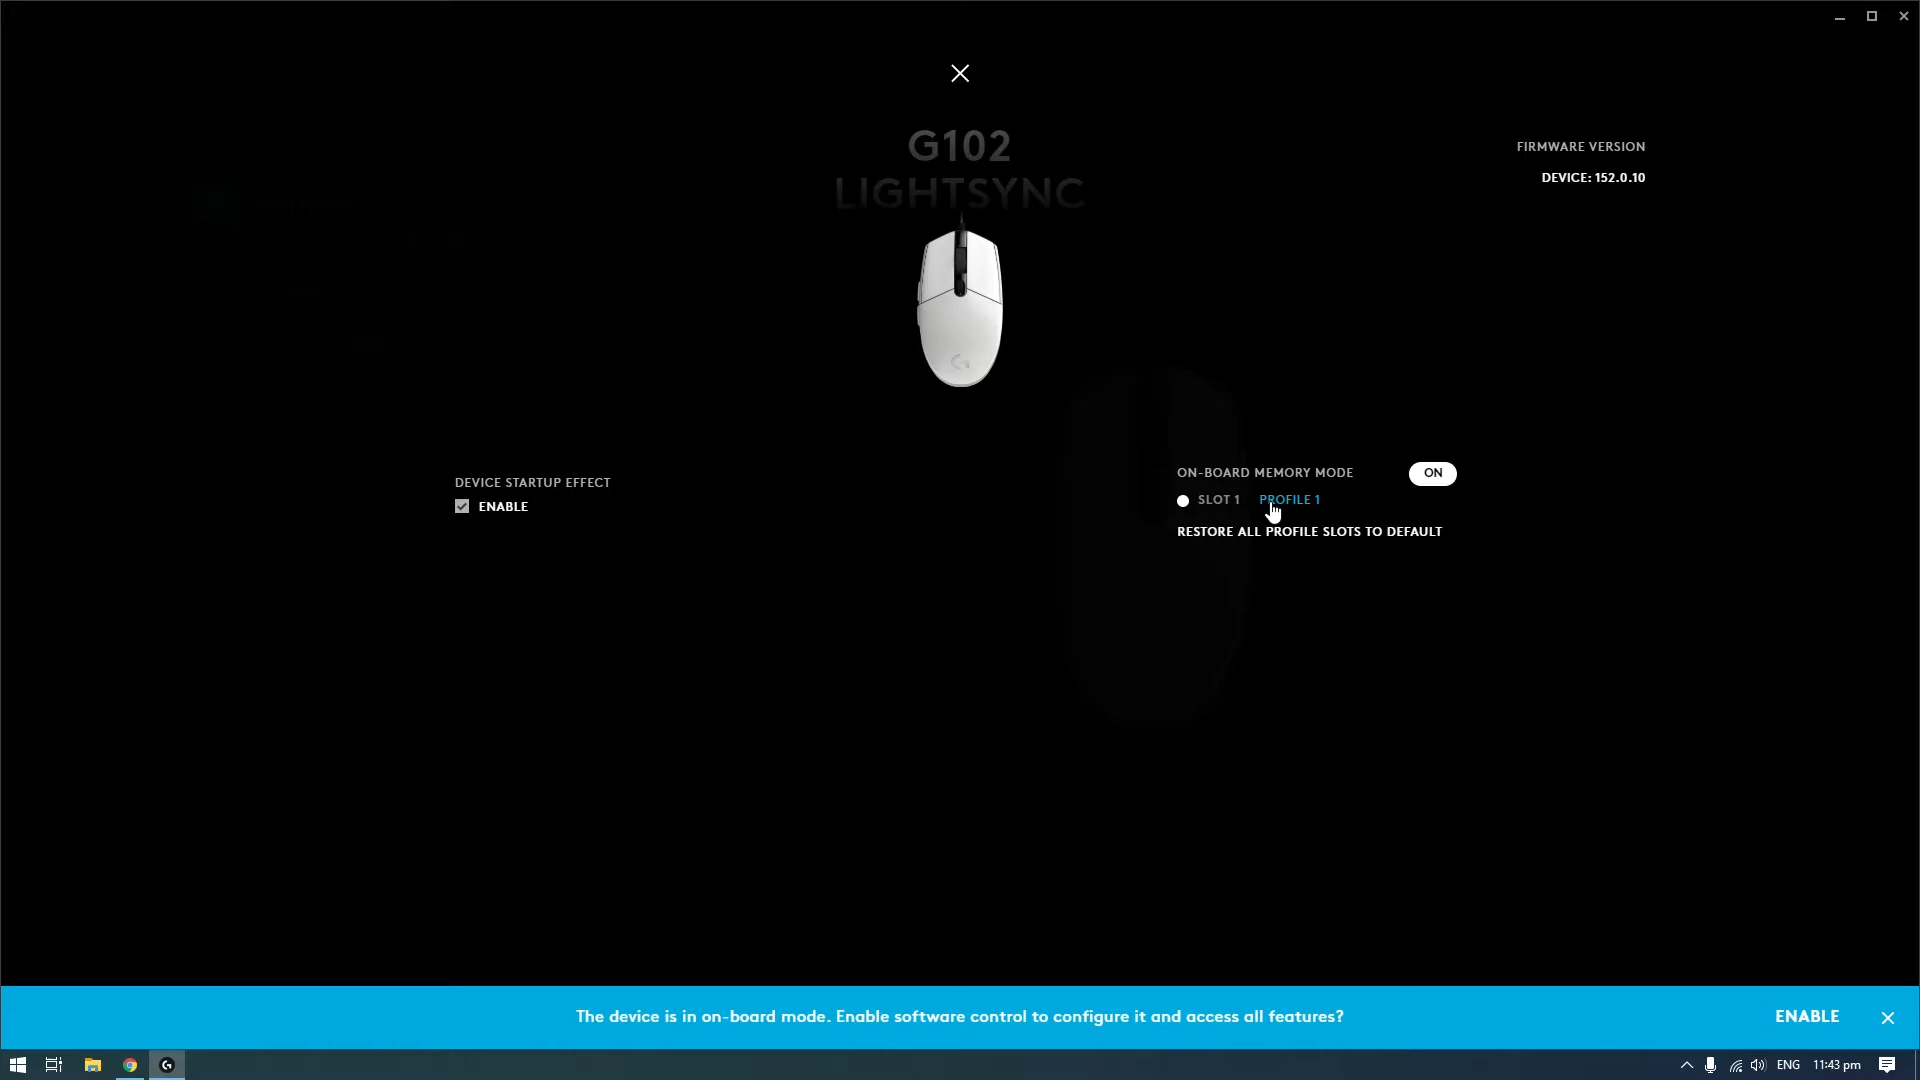 G102
LIGHTSYNC
FIRMWARE VERSION
DEVICE: 152.0.10
DEVICE STARTUP EFFECT
ENABLE
ON-BOARD MEMORY MODE
ON
SLOT 1 PROFILE 1
RESTORE ALL PROFILE SLOTS TO DEFAULT
The device is in on-board mode. Enable software control to configure it and access all features?
ENABLE
ENG
11:43 pm